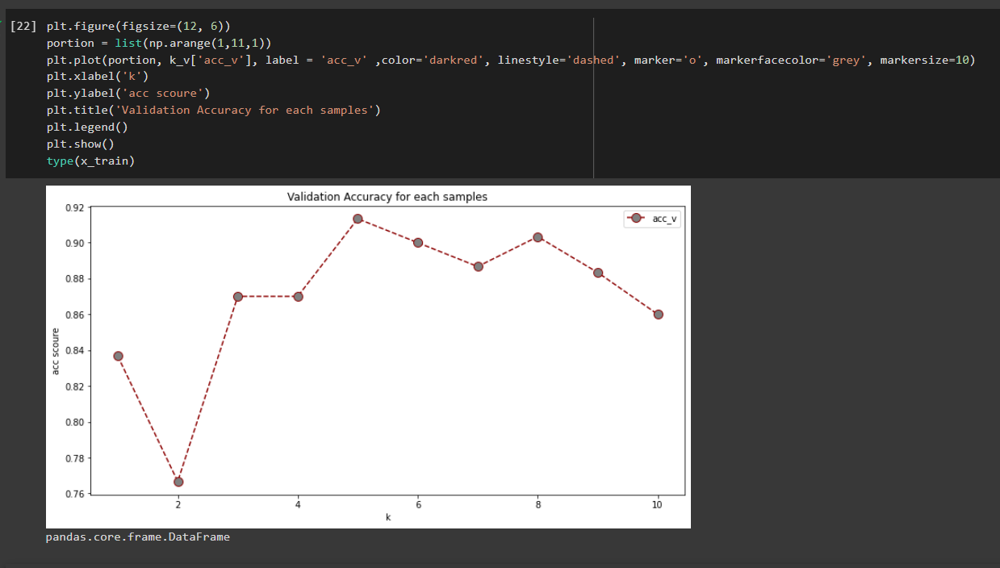 [22] plt.figure(figsize=(12, 6))
portion = list(np.arange(1,11,1))
plt.plot(portion, k_v['acc_v'], label = 'acc_v' ,color='darkred', linestyle='dashed', marker='o', markerfacecolor='grey', markersize=10)
plt.xlabel('k')
plt.ylabel('acc scoure')
plt.title('Validation Accuracy for each samples')
plt.legend()
plt.show()
type(x_train)
Validation Accuracy for each samples
acc_v
0.92
0.90
0.88
0.86
0.84
0.82
0.80
0.78
0.76
acc scoure
2 4 6 8 10
k
pandas.core.frame.DataFrame